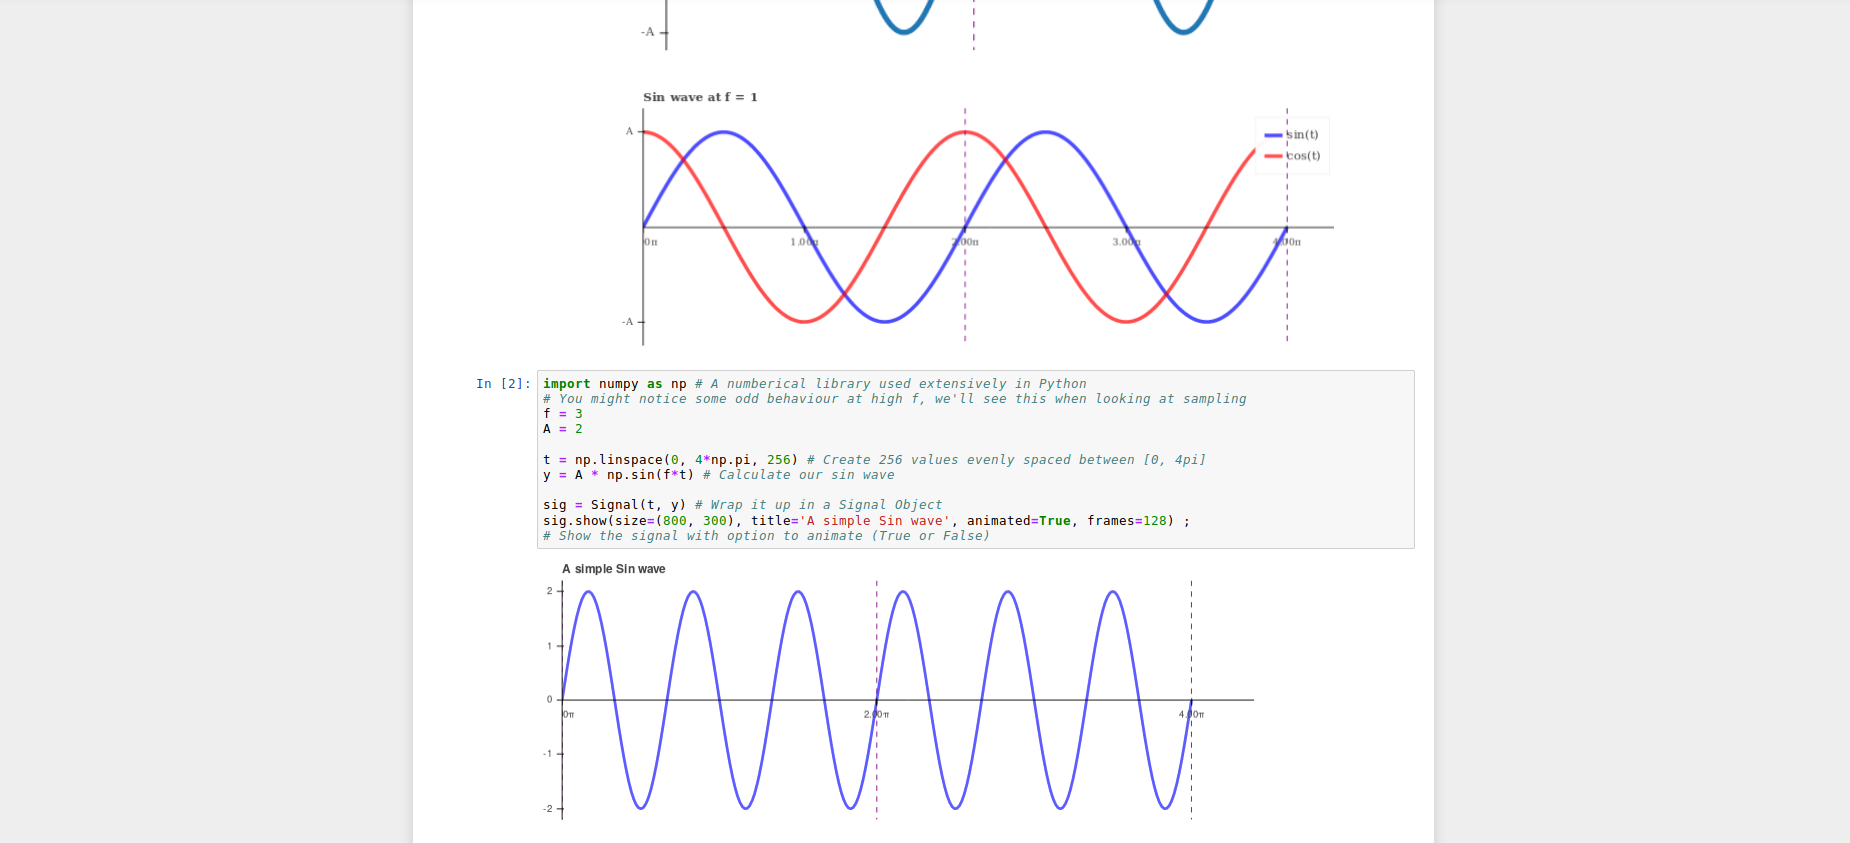 -A
Sin wave at f = 1
A
sin(t)
cos(t)
0π 1.00π 2.00π 3.00π 4.00π
-A
In [2]:
import numpy as np # A numberical library used extensively in Python
# You might notice some odd behaviour at high f, we'll see this when looking at sampling
f = 3
A = 2
t = np.linspace(0, 4*np.pi, 256) # Create 256 values evenly spaced between [0, 4pi]
y = A * np.sin(f*t) # Calculate our sin wave
sig = Signal(t, y) # Wrap it up in a Signal Object
sig.show(size=(800, 300), title='A simple Sin wave', animated=True, frames=128) ;
# Show the signal with option to animate (True or False)
A simple Sin wave
2
1
0
0π 2.00π 4.00π
-1
-2